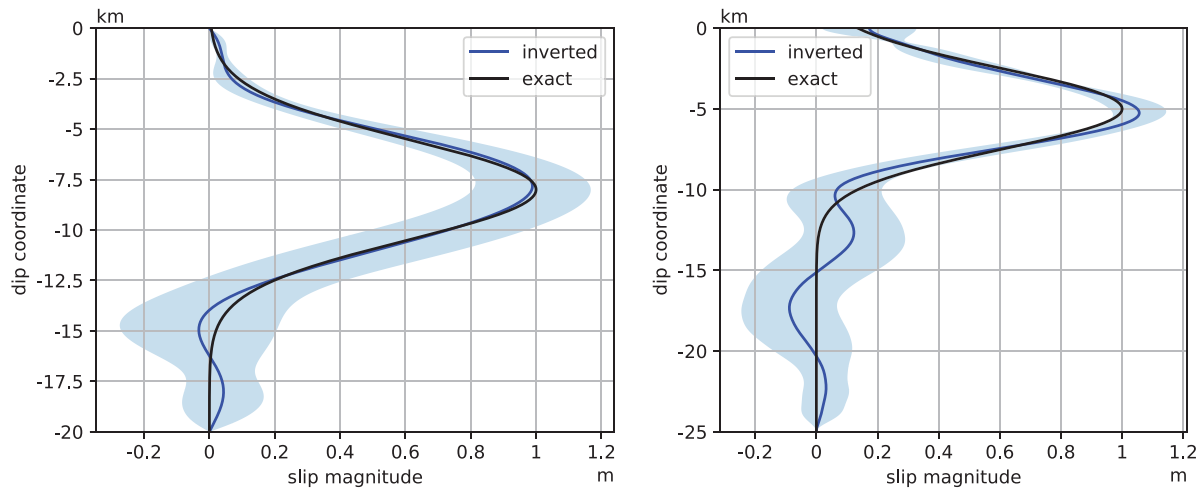 km
0
-2.5
-5
-7.5
-10
-12.5
-15
-17.5
-20
dip coordinate
inverted
exact
-0.2 0 0.2 0.4 0.6 0.8 1 1.2
slip magnitude m
km
0
-5
-10
-15
-20
-25
dip coordinate
inverted
exact
-0.2 0 0.2 0.4 0.6 0.8 1 1.2
slip magnitude m